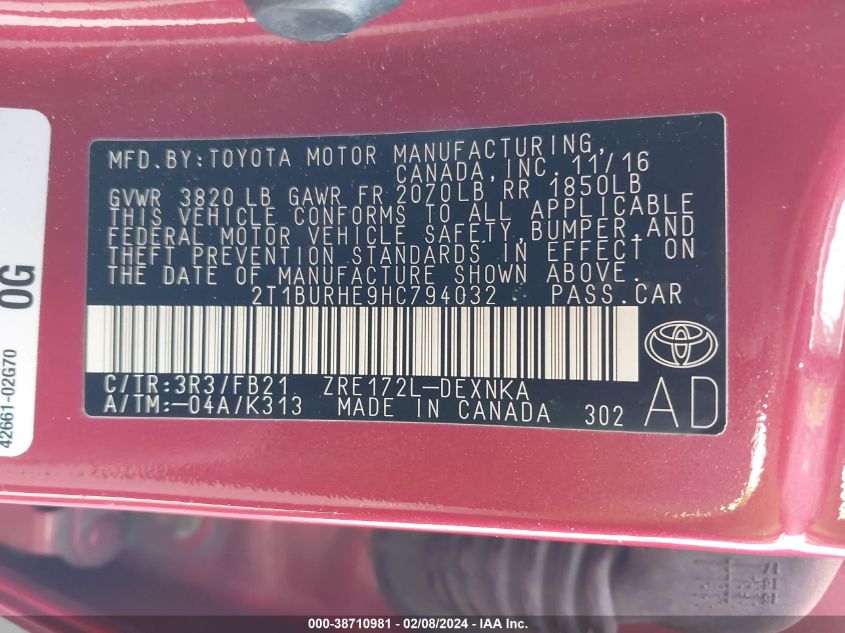 MFD.BY:TOYOTA MOTOR MANUFACTURING,
CANADA,INC. 11/16
GVWR 3820 LB GAWR FR 2070LB RR 1850LB
THIS VEHICLE CONFORMS TO ALL APPLICABLE
FEDERAL MOTOR VEHICLE SAFETY,BUMPER,AND
THEFT PREVENTION STANDARDS IN EFFECT ON
THE DATE OF MANUFACTURE SHOWN ABOVE.
2T1BURHE9HC794032 PASS.CAR
C/TR:3R3/FB21 ZRE172L-DEXNKA
A/TM:-04A/K313 MADE IN CANADA 302
AD
42661-02G70 0G
000-38710981 / 02/08/2024 - IAA Inc.